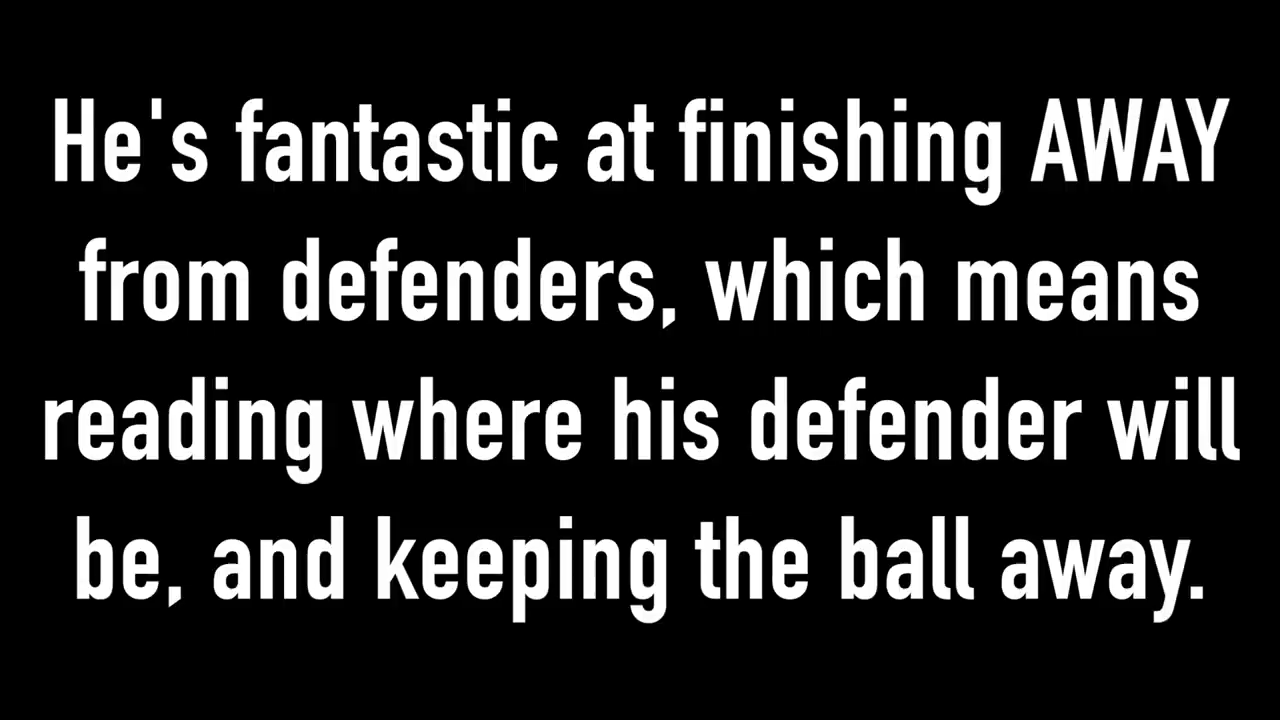 He's fantastic at finishing AWAY
from defenders, which means
reading where his defender will
be, and keeping the ball away.